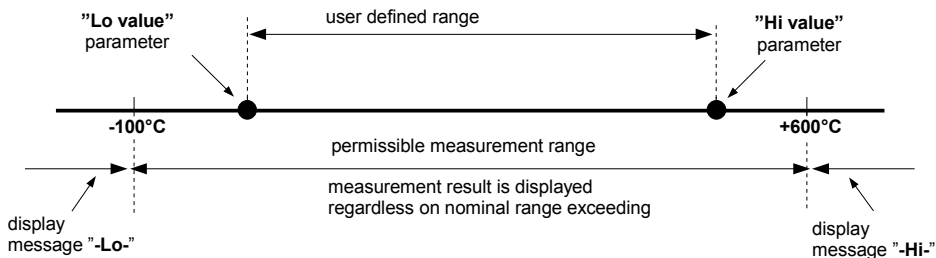 ”Lo value”
parameter
user defined range
”Hi value”
parameter
-100°C
+600°C
permissible measurement range
measurement result is displayed
regardless on nominal range exceeding
display
message ”-Lo-”
display
message ”-Hi-”